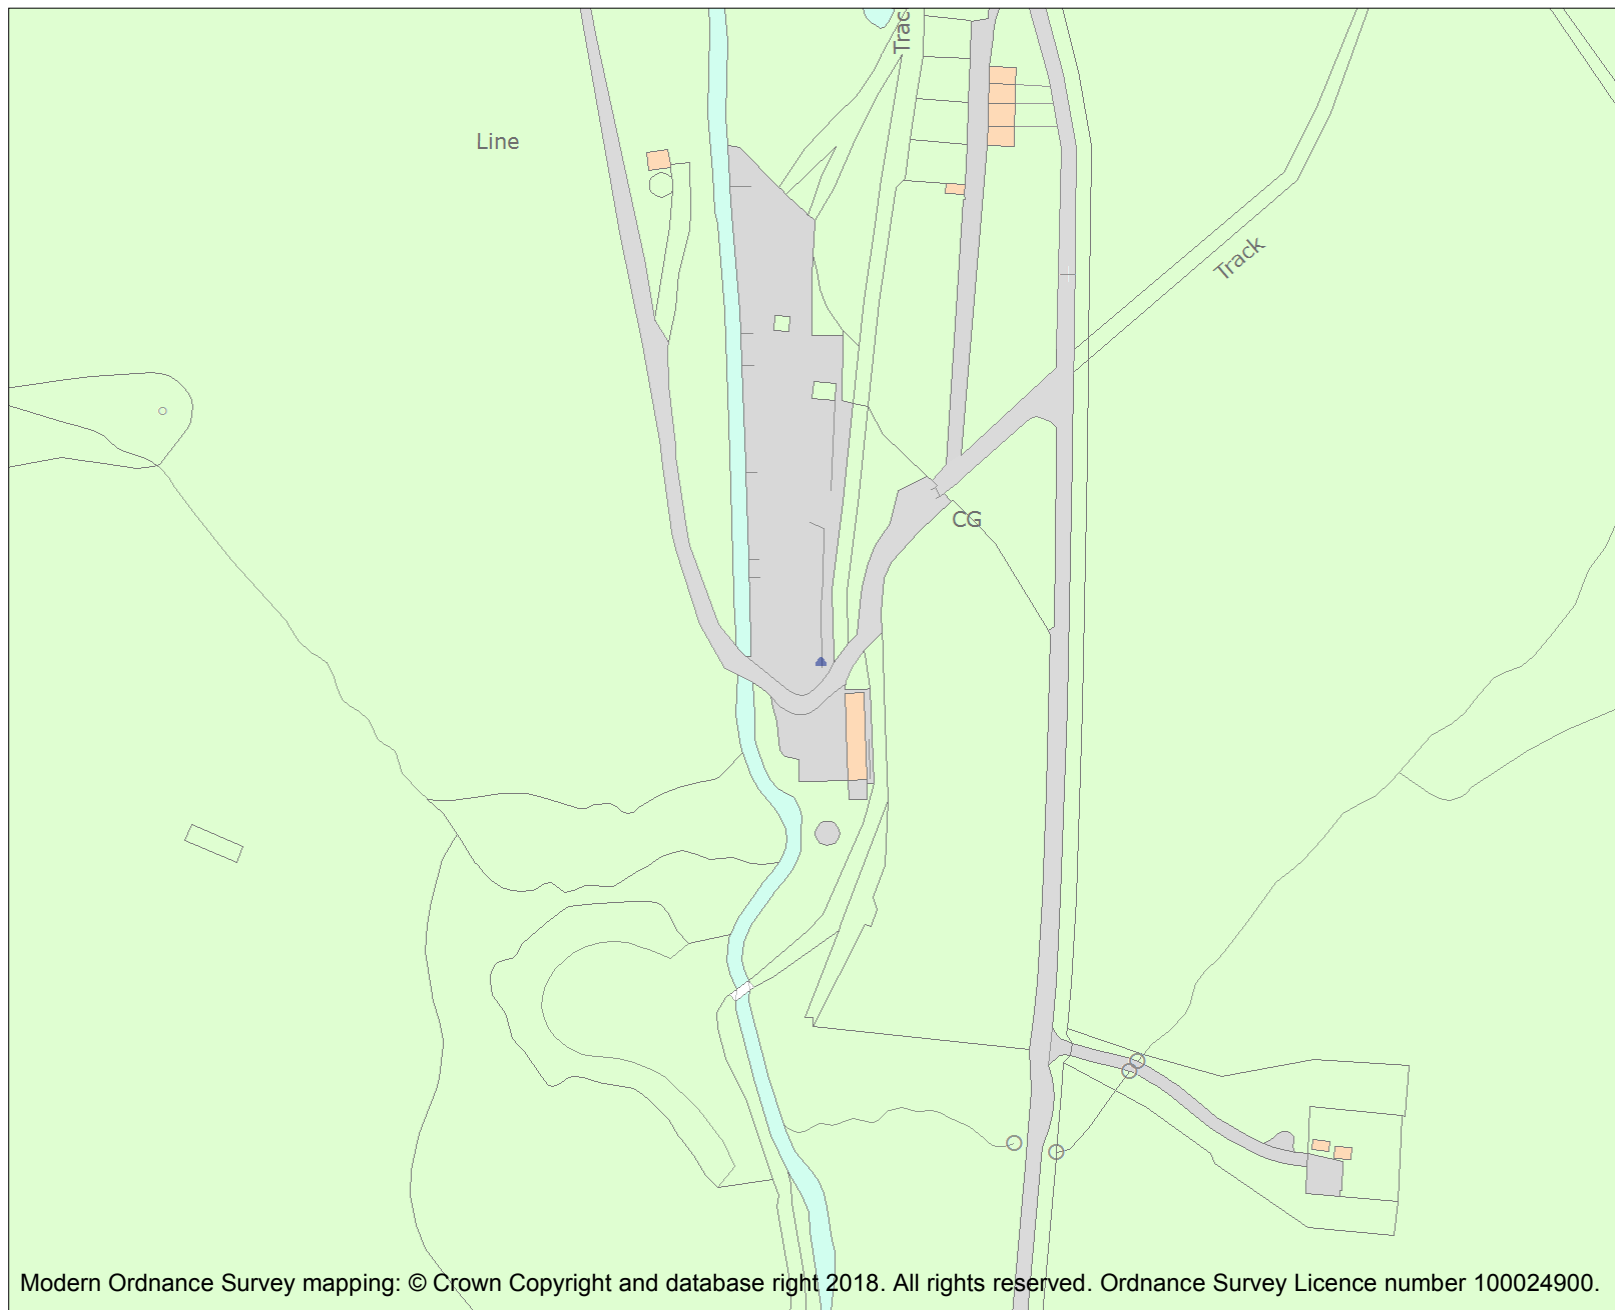 Trac
Line
Track
CG
Modern Ordnance Survey mapping: © Crown Copyright and database right 2018. All rights reserved. Ordnance Survey Licence number 100024900.